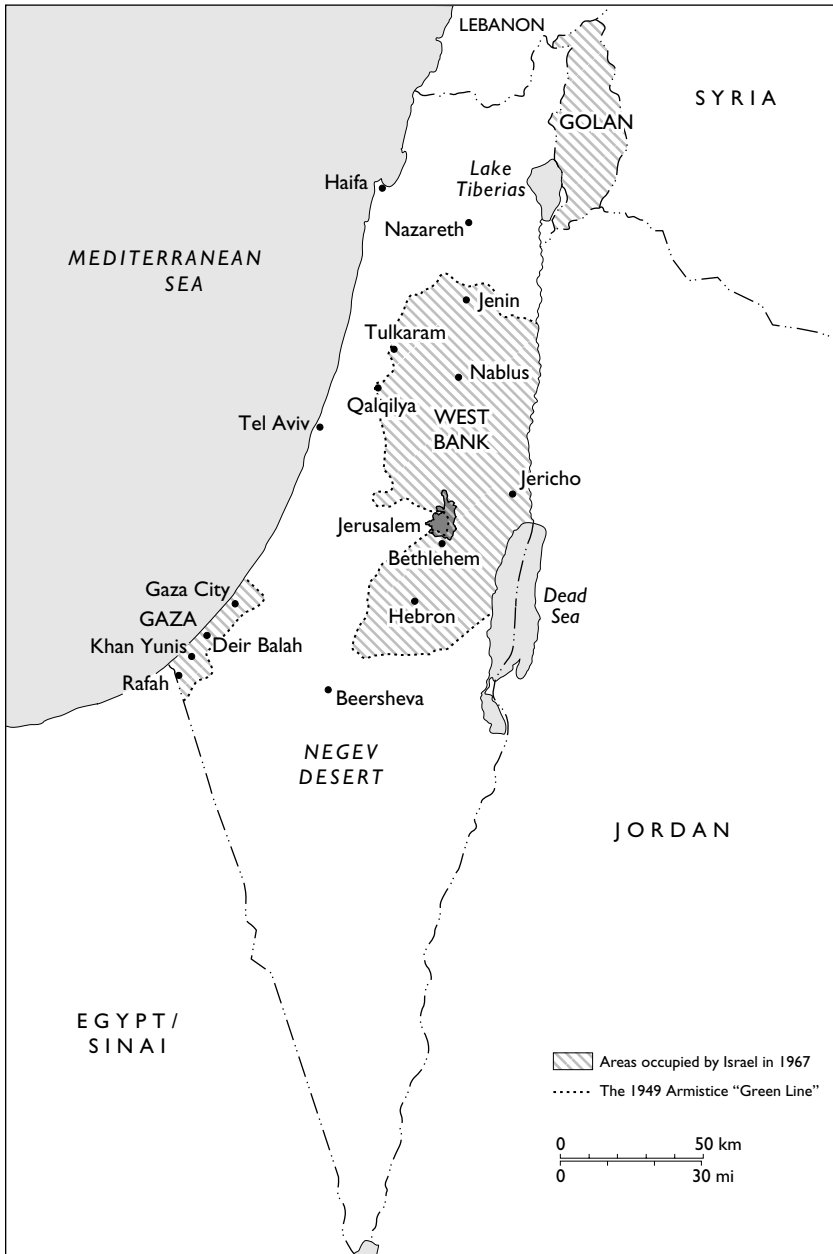 LEBANON
SYRIA
GOLAN
Haifa
Lake
Tiberias
Nazareth
MEDITERRANEAN
SEA
Jenin
Tulkaram
Nablus
Qalqilya
WEST
BANK
Tel Aviv
Jericho
Jerusalem
Bethlehem
Gaza City
Dead
Sea
Hebron
GAZA
Khan Yunis
Deir Balah
Rafah
Beersheva
NEGEV
DESERT
JORDAN
EGYPT/
SINAI
Areas occupied by Israel in 1967
The 1949 Armistice “Green Line”
0 50 km
0 30 mi